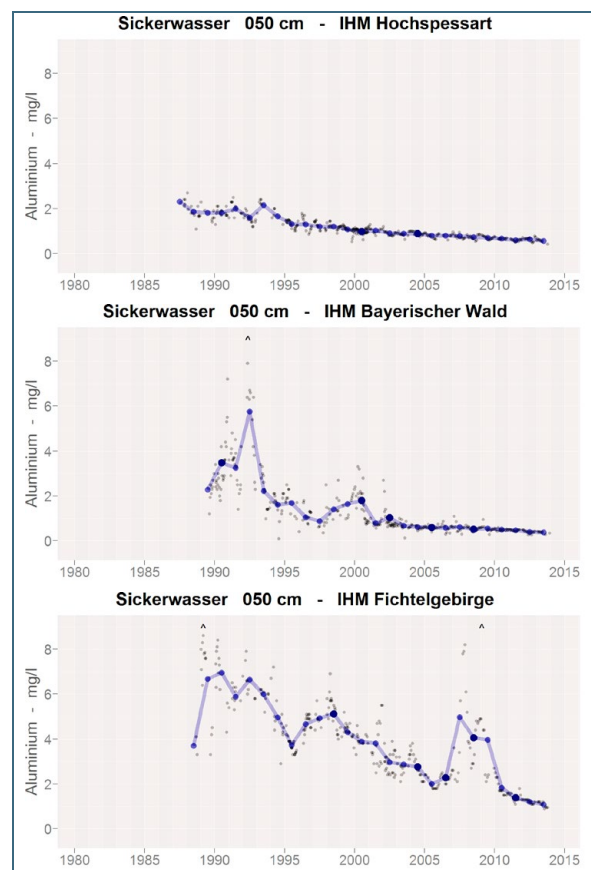 Sickerwasser 050 cm - IHM Hochspessart
Aluminium - mg/l
8
6
4
2
0
1980 1985 1990 1995 2000 2005 2010 2015
Sickerwasser 050 cm - IHM Bayerischer Wald
^
Aluminium - mg/l
8
6
4
2
0
1980 1985 1990 1995 2000 2005 2010 2015
Sickerwasser 050 cm - IHM Fichtelgebirge
^ ^
Aluminium - mg/l
8
6
4
2
0
1980 1985 1990 1995 2000 2005 2010 2015